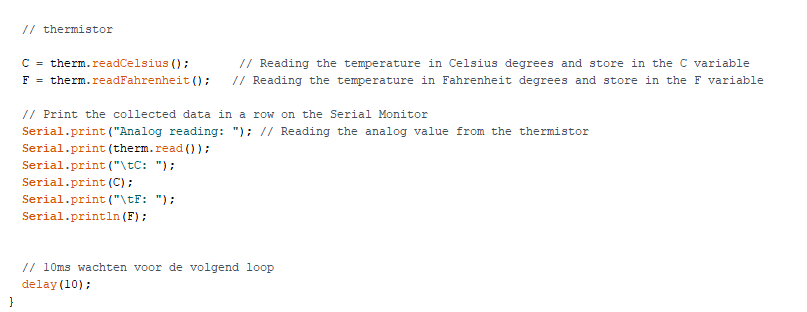 // thermistor
C = therm.readCelsius();       // Reading the temperature in Celsius degrees and store in the C variable
F = therm.readFahrenheit();   // Reading the temperature in Fahrenheit degrees and store in the F variable
// Print the collected data in a row on the Serial Monitor
Serial.print("Analog reading: "); // Reading the analog value from the thermistor
Serial.print(therm.read());
Serial.print("\tC: ");
Serial.print(C);
Serial.print("\tF: ");
Serial.println(F);
// 10ms wachten voor de volgend loop
delay(10);
}